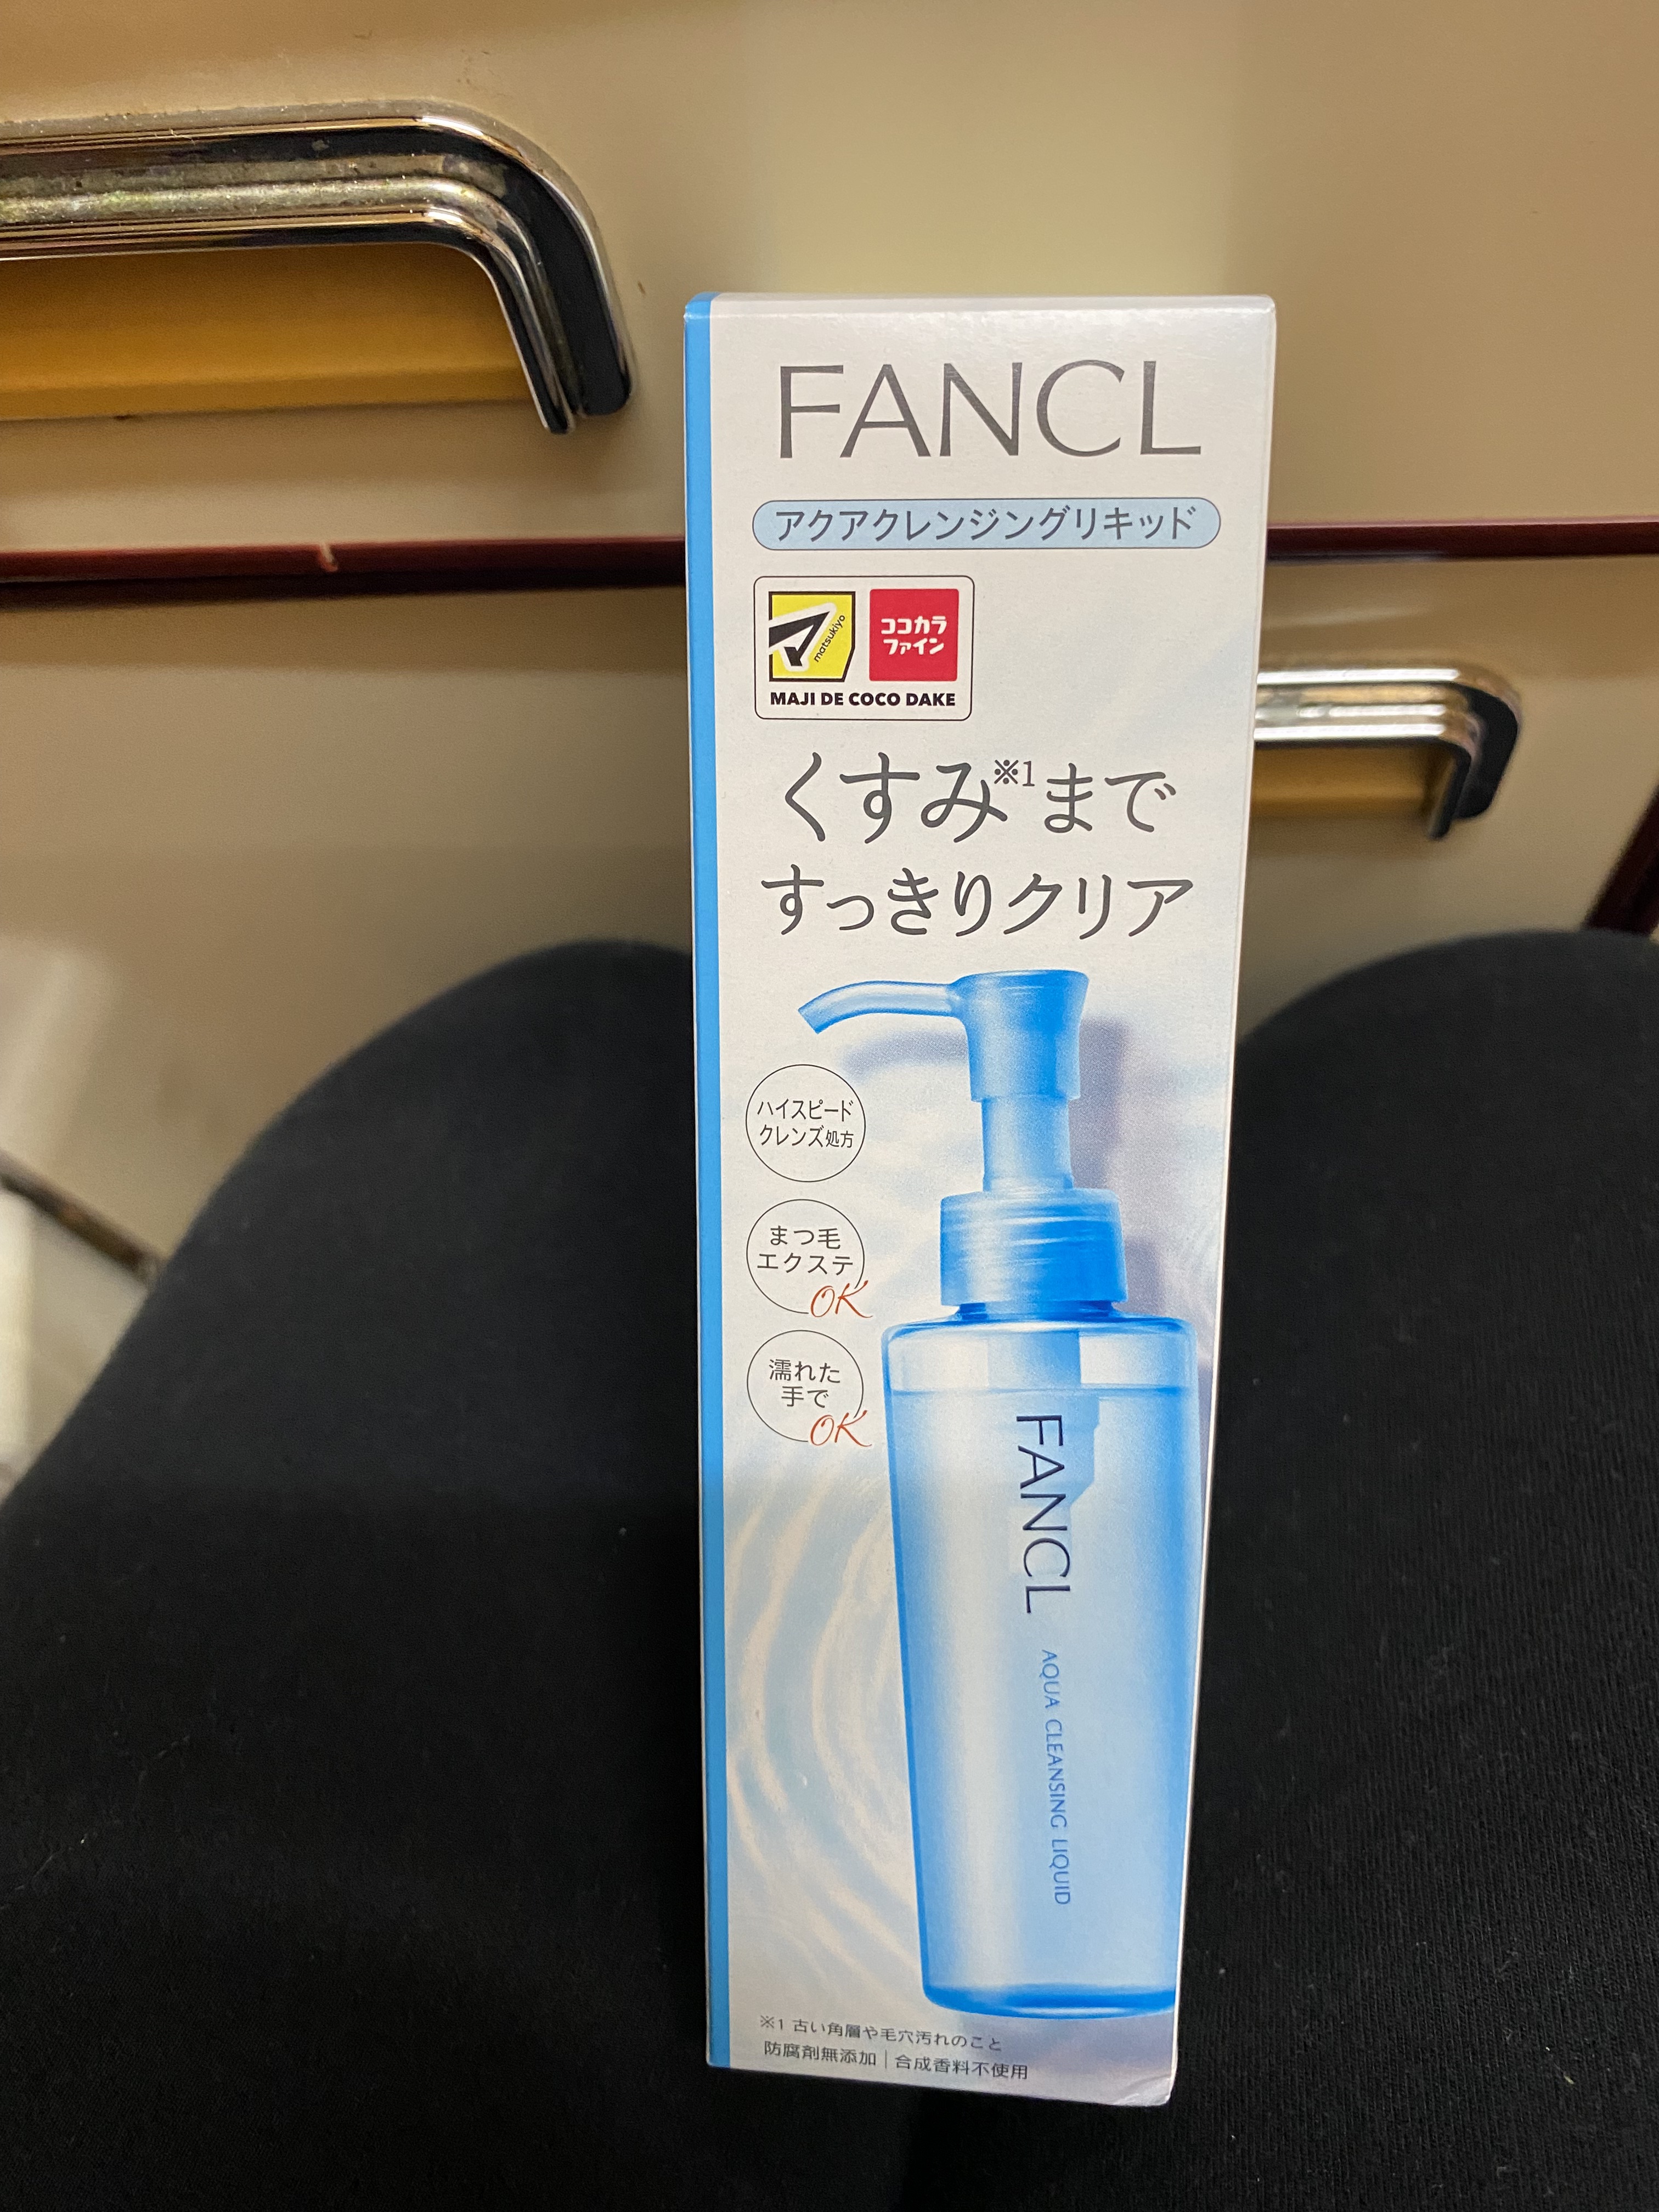 FANCL
アクアクレンジングリキッド
matsukiyo
ココカラ
ファイン
MAJI DE COCO DAKE
くすみ※1まで
すっきりクリア
ハイスピード
クレンズ処方
まつ毛
エクステ
OK
濡れた
手で
OK
FANCL
AQUA CLEANSING LIQUID
※1 古い角層や毛穴汚れのこと
防腐剤無添加｜合成香料不使用